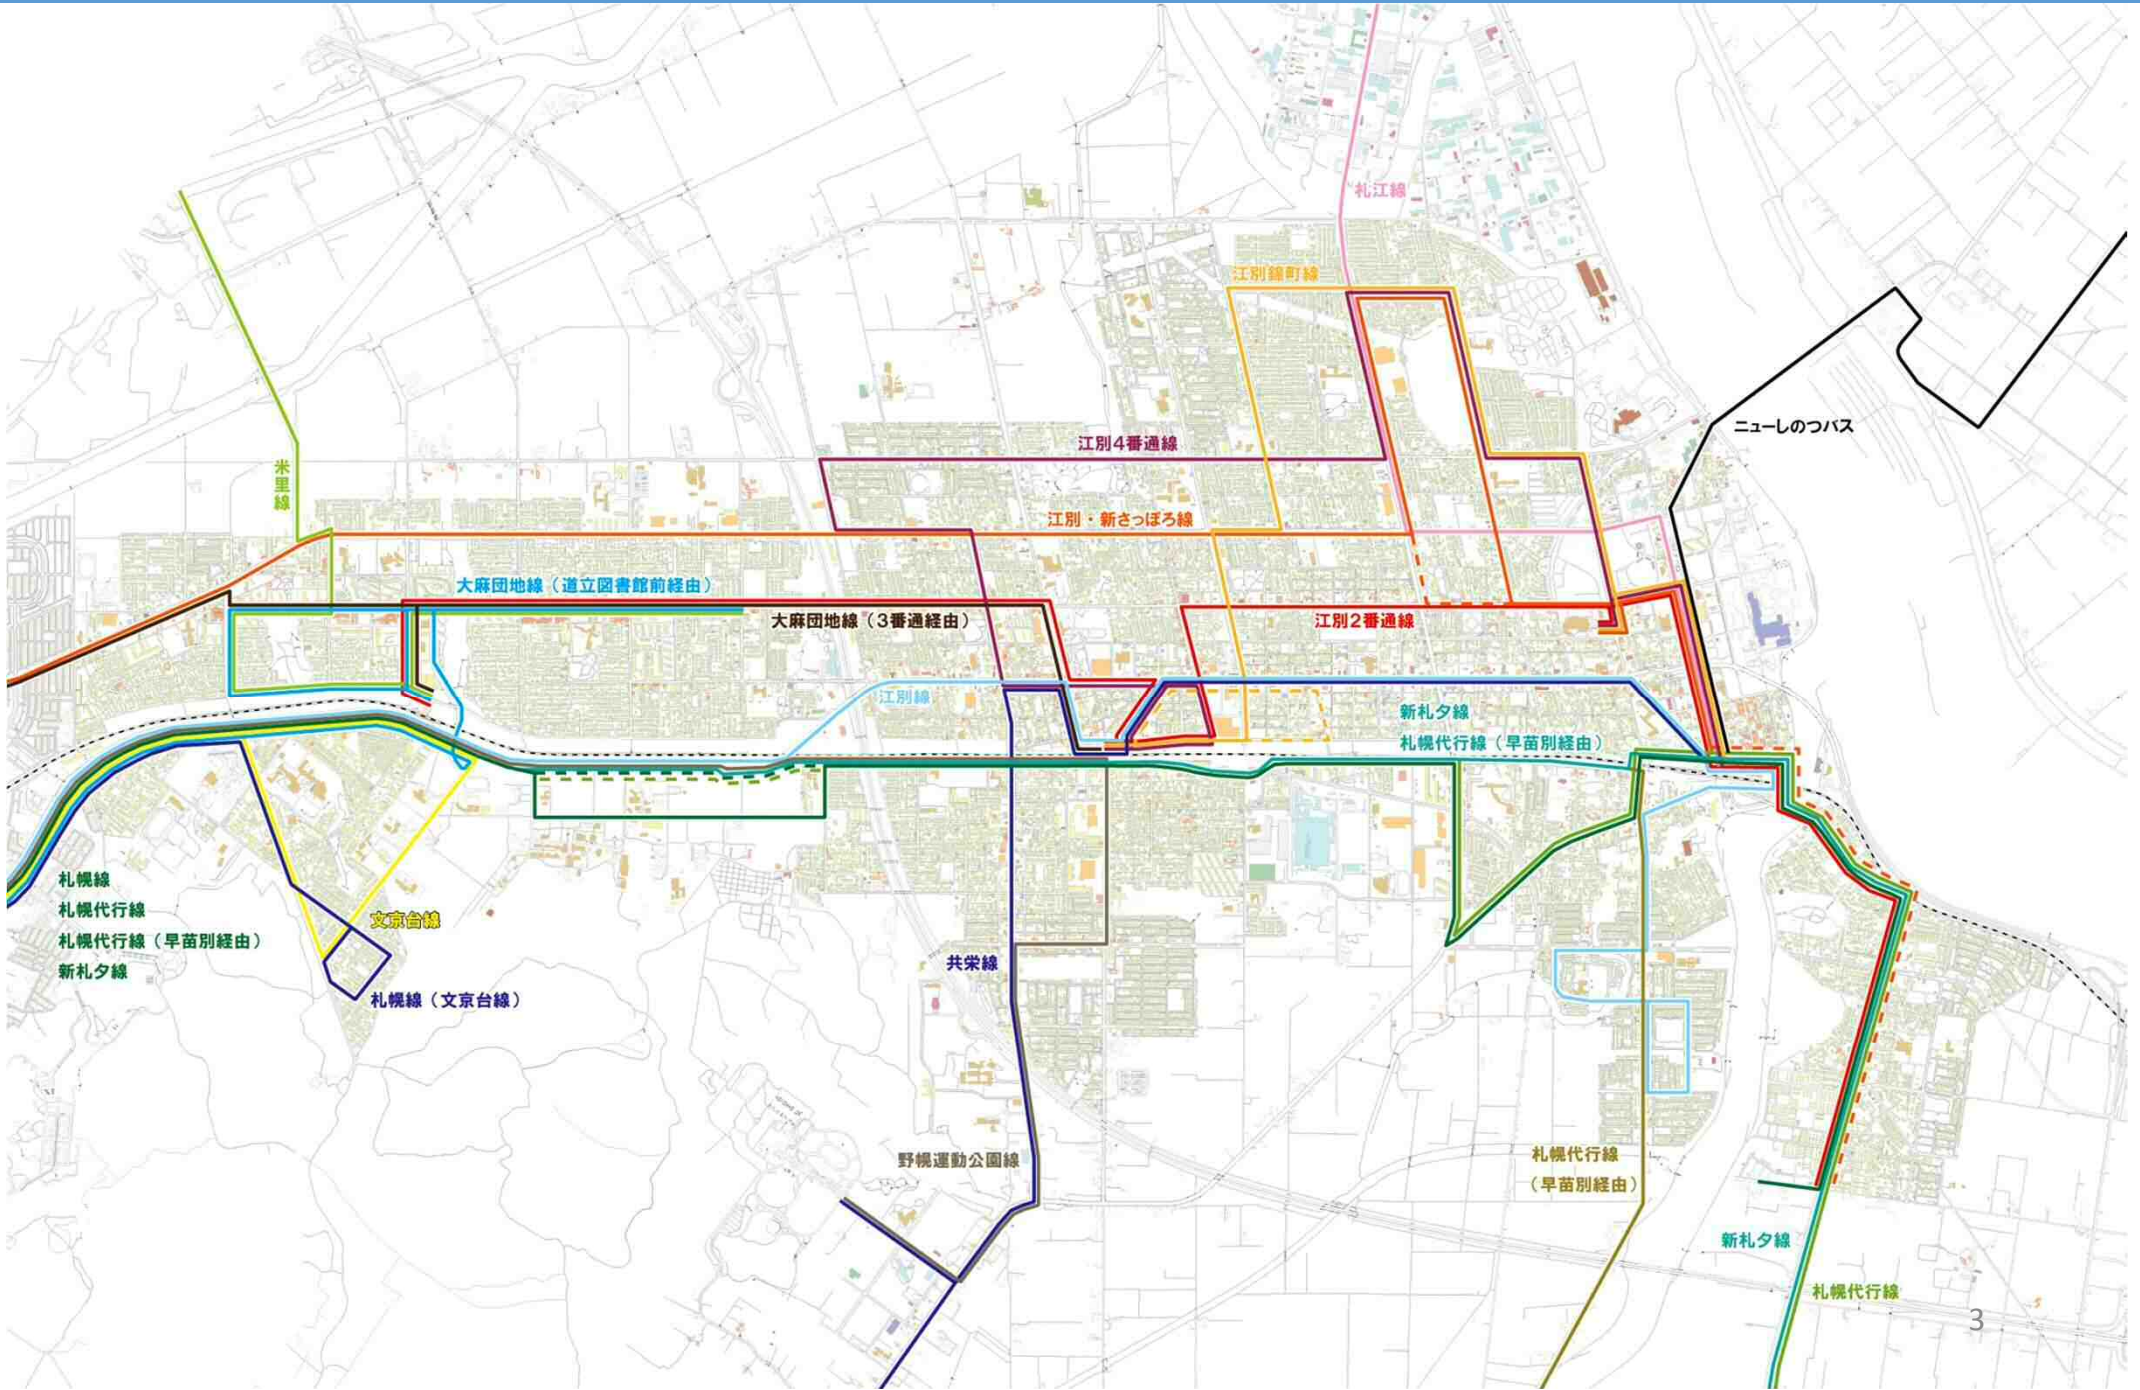 札江線
江別錦町線
ニューしのつバス
江別4番通線
米里線
江別・新さっぽろ線
大麻団地線（道立図書館前経由）
大麻団地線（3番通経由）
江別2番通線
江別線
新札夕線
札幌代行線（早苗別経由）
札幌線
札幌代行線
札幌代行線（早苗別経由）
新札夕線
文京台線
札幌線（文京台線）
共栄線
野幌運動公園線
札幌代行線
（早苗別経由）
新札夕線
札幌代行線
3